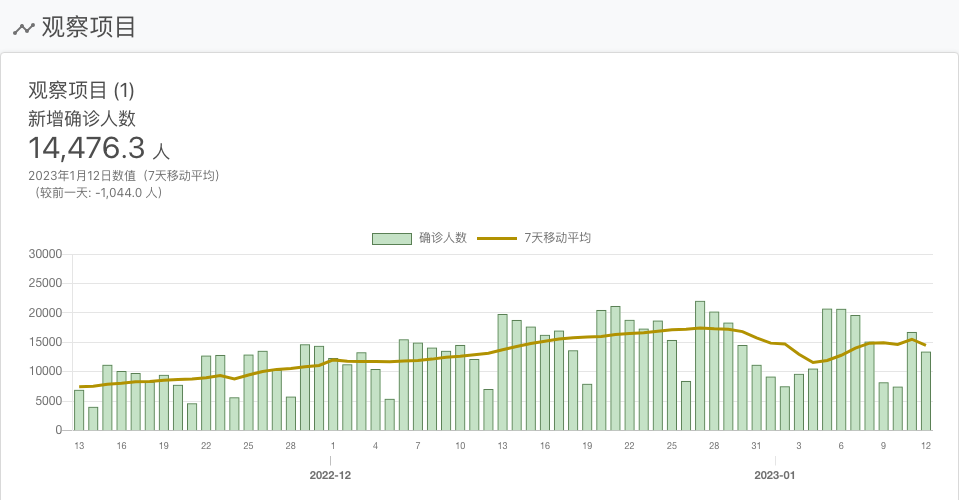 观察项目
观察项目 (1)
新增确诊人数
14,476.3 人
2023年1月12日数值（7天移动平均）
（较前一天: -1,044.0 人）
确诊人数 7天移动平均
30000
25000
20000
15000
10000
5000
0
13 16 19 22 25 28 1 4 7 10 13 16 19 22 25 28 31 3 6 9 12
2022-12 2023-01